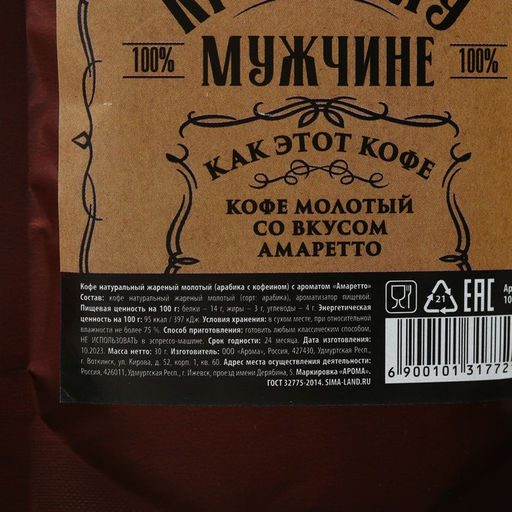 100% МУЖЧИНЕ 100%
КАК ЭТОТ КОФЕ
КОФЕ МОЛОТЫЙ
СО ВКУСОМ
АМАРЕТТО
Кофе натуральный жареный молотый (арабика с кофеином) с ароматом «Амаретто»
Состав: кофе натуральный жареный молотый (сорт: арабика), ароматизатор пищевой.
Пищевая ценность на 100 г: белки – 14 г, жиры – 3 г, углеводы – 4 г. Энергетическая
ценность на 100 г: 95 ккал / 397 кДж. Условия хранения: в сухом месте, при относительной
влажности не более 75 %. Способ приготовления: готовить любым классическим способом,
НЕ ИСПОЛЬЗОВАТЬ в эспрессо-машине. Срок годности: 24 месяца. Дата изготовления:
10.2023. Масса нетто: 30 г. Изготовитель: ООО «Арома», Россия, 427430, Удмуртская Респ.,
г. Воткинск, ул. Кирова, д. 52, корп. 1, кв. 60. Адрес места осуществления деятельности:
Россия, 426011, Удмуртская Респ., г. Ижевск, проезд имени Дерябина, 5. Маркировка «АРОМА».
ГОСТ 32775-2014. SIMA-LAND.RU
21 EAC Ар
10
6 900101 31772